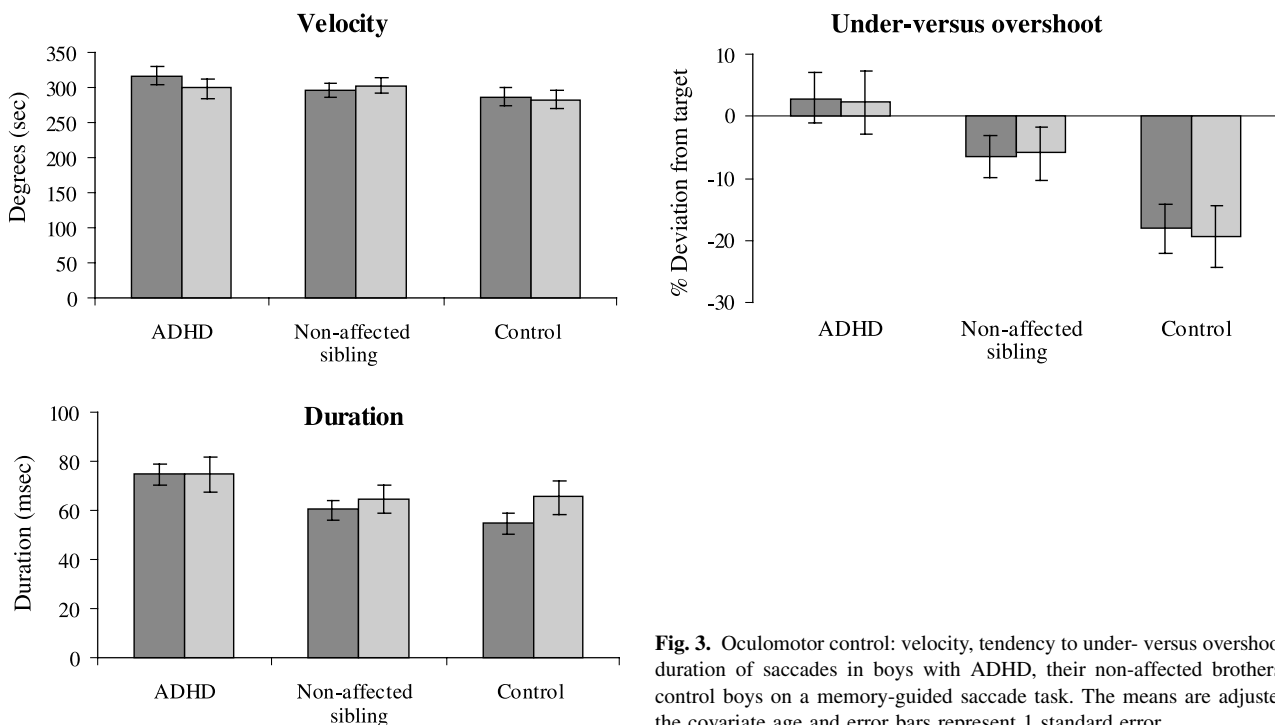 Velocity
350
300
250
200
150
100
50
0
Degrees (sec)
ADHD
Non-affected
sibling
Control
Under-versus overshoot
10
0
-10
-20
-30
% Deviation from target
ADHD
Non-affected
sibling
Control
Duration
100
80
60
40
20
0
Duration (msec)
ADHD
Non-affected
sibling
Control
Fig. 3. Oculomotor control: velocity, tendency to under- versus overshoo
duration of saccades in boys with ADHD, their non-affected brother
control boys on a memory-guided saccade task. The means are adjuste
the covariate age and error bars represent 1 standard error